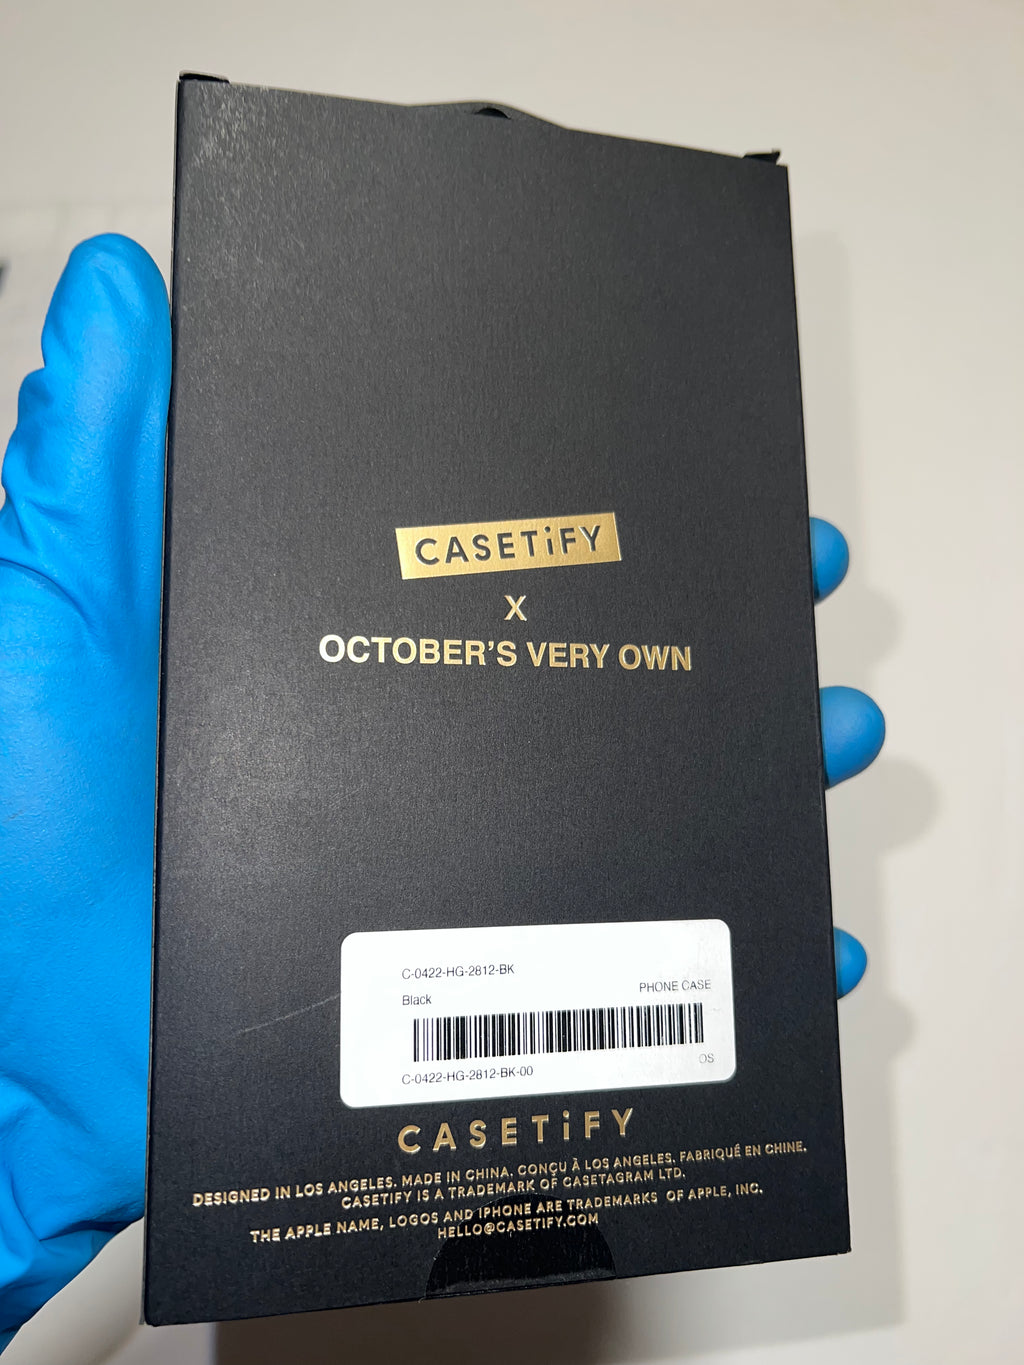 CASETiFY
X
OCTOBER'S VERY OWN
C-0422-HG-2812-BK
Black
PHONE CASE
OS
C-0422-HG-2812-BK-00
CASETiFY
DESIGNED IN LOS ANGELES. MADE IN CHINA. CONÇU À LOS ANGELES. FABRIQUÉ EN CHINE.
CASETIFY IS A TRADEMARK OF CASETAGRAM LTD.
THE APPLE NAME, LOGOS AND IPHONE ARE TRADEMARKS OF APPLE, INC.
HELLO@CASETIFY.COM